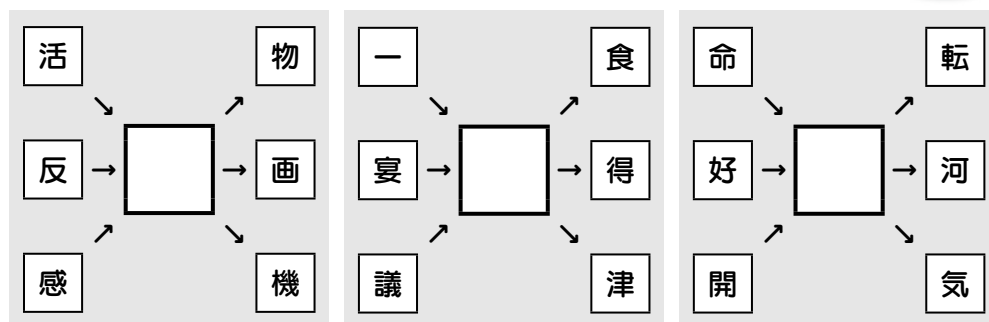 活 物 一 食 命 転
反 画 宴 得 好 河
感 機 議 津 開 気